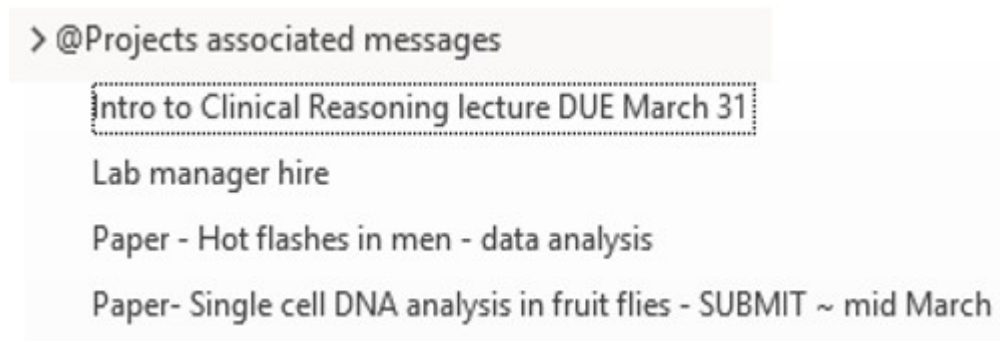 > @Projects associated messages
Intro to Clinical Reasoning lecture DUE March 31
Lab manager hire
Paper - Hot flashes in men - data analysis
Paper- Single cell DNA analysis in fruit flies - SUBMIT ~ mid March